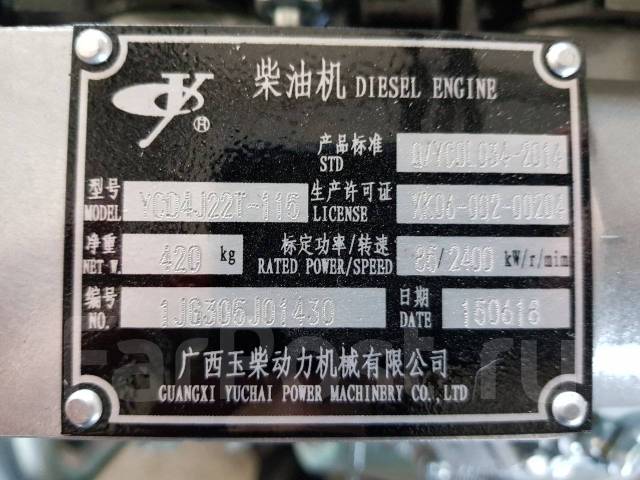 柴油机 DIESEL ENGINE
产品标准 STD Q/YCDL034-2014
型号 MODEL YCD4J22T-115 生产许可证 LICENSE XK06-002-00204
净重 NET W. 420 kg 标定功率/转速 RATED POWER/SPEED 85/2400 kW/r/min
编号 NO. 1JG305J01430 日期 DATE 150618
广西玉柴动力机械有限公司
GUANGXI YUCHAI POWER MACHINERY CO.,LTD